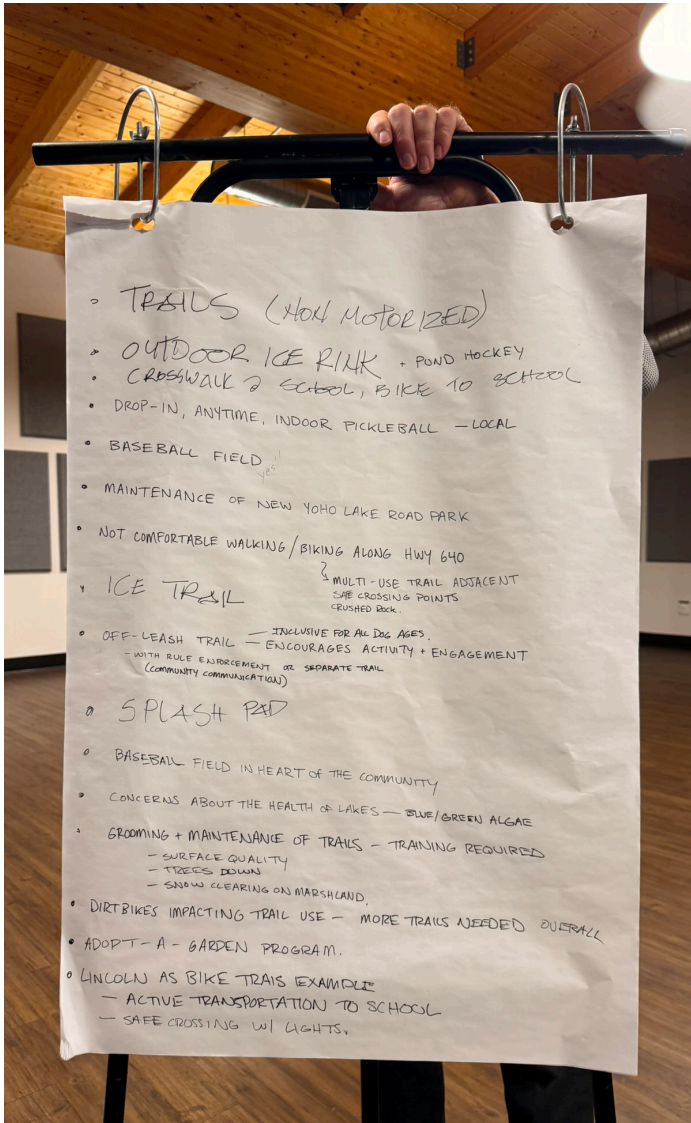 • TRAILS (NON MOTORIZED)
• OUTDOOR ICE RINK + POND HOCKEY
• CROSSWALK @ SCHOOL, BIKE TO SCHOOL
• DROP-IN, ANYTIME, INDOOR PICKLEBALL — LOCAL
• BASEBALL FIELD yes!
• MAINTENANCE OF NEW YOHO LAKE ROAD PARK
• NOT COMFORTABLE WALKING/BIKING ALONG HWY 640
MULTI-USE TRAIL ADJACENT
SAFE CROSSING POINTS
CRUSHED ROCK.
• ICE TRAIL
• OFF-LEASH TRAIL — INCLUSIVE FOR ALL DOG AGES.
— ENCOURAGES ACTIVITY + ENGAGEMENT
- WITH RULE ENFORCEMENT OR SEPARATE TRAIL
(COMMUNITY COMMUNICATION)
• SPLASH PAD
• BASEBALL FIELD IN HEART OF THE COMMUNITY
• CONCERNS ABOUT THE HEALTH OF LAKES — BLUE/GREEN ALGAE
• GROOMING + MAINTENANCE OF TRAILS — TRAINING REQUIRED
— SURFACE QUALITY
— TREES DOWN
— SNOW CLEARING ON MARSHLAND.
• DIRTBIKES IMPACTING TRAIL USE — MORE TRAILS NEEDED OVERALL
• ADOPT-A-GARDEN PROGRAM.
• LINCOLN AS BIKE TRAIS EXAMPLE
— ACTIVE TRANSPORTATION TO SCHOOL
— SAFE CROSSING W/ LIGHTS.